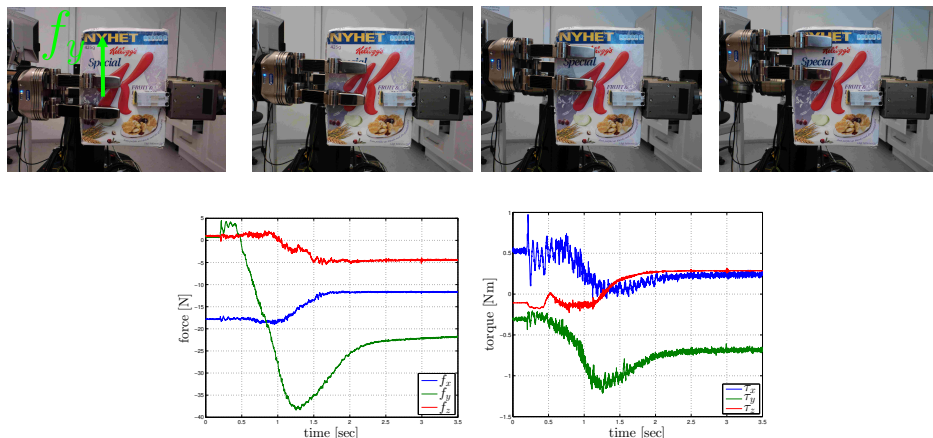 f_y
NYHET
Kellogg's
Special
K
FRUIT &
NYHET
Kellogg's
Special
K
FRUIT &
NYHET
Kellogg's
Special
K
NYHET
Kellogg's
Special
K
5
0
-5
-10
-15
-20
-25
-30
-35
-40
0
0.5
1
1.5
2
2.5
3
3.5
force [N]
time [sec]
f_x
f_y
f_z
1
0.5
0
-0.5
-1
-1.5
0
0.5
1
1.5
2
2.5
3
3.5
torque [Nm]
time [sec]
τ_x
τ_y
τ_z